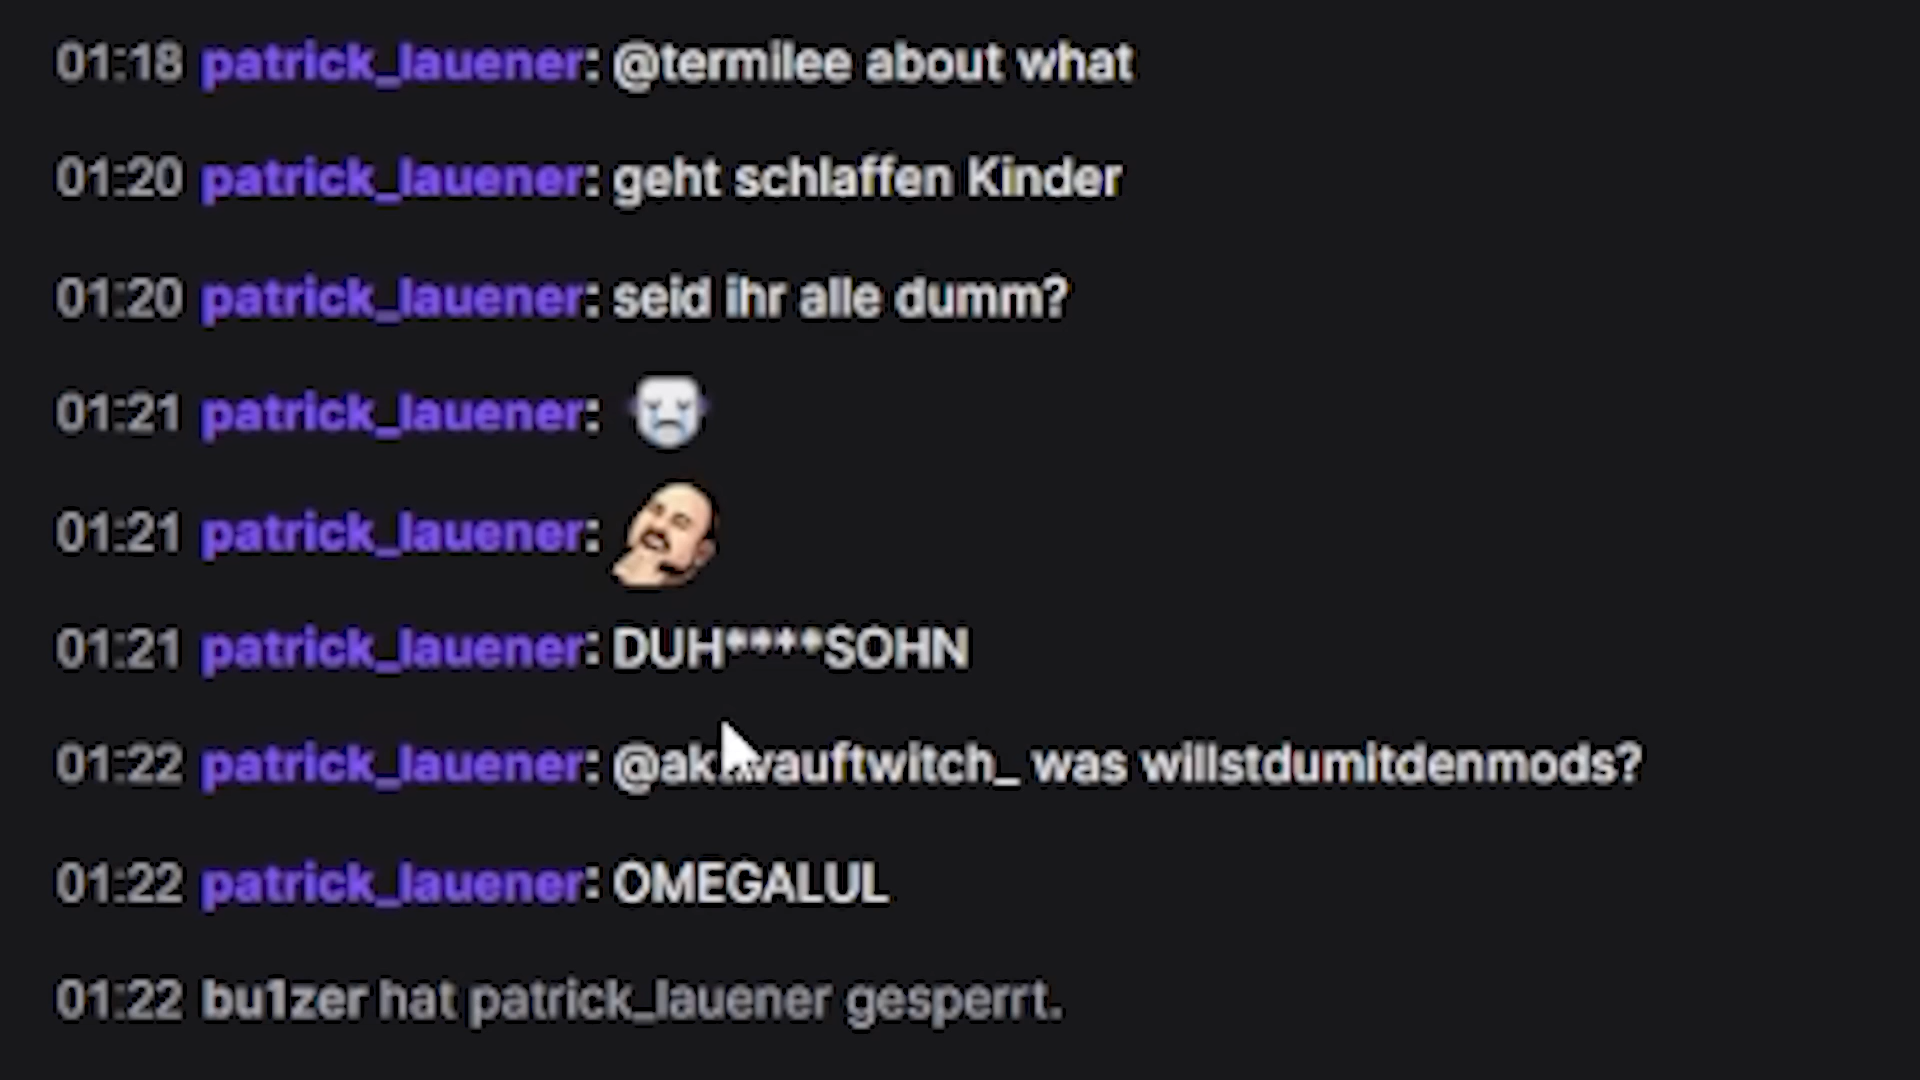 01:18 patrick_lauener: @termilee about what
01:20 patrick_lauener: geht schlaffen Kinder
01:20 patrick_lauener: seid ihr alle dumm?
01:21 patrick_lauener:
01:21 patrick_lauener:
01:21 patrick_lauener: DUH****SOHN
01:22 patrick_lauener: was willstdumitdenmods?
01:22 patrick_lauener: OMEGALUL
01:22 bu1zer hat patrick_lauener gesperrt.